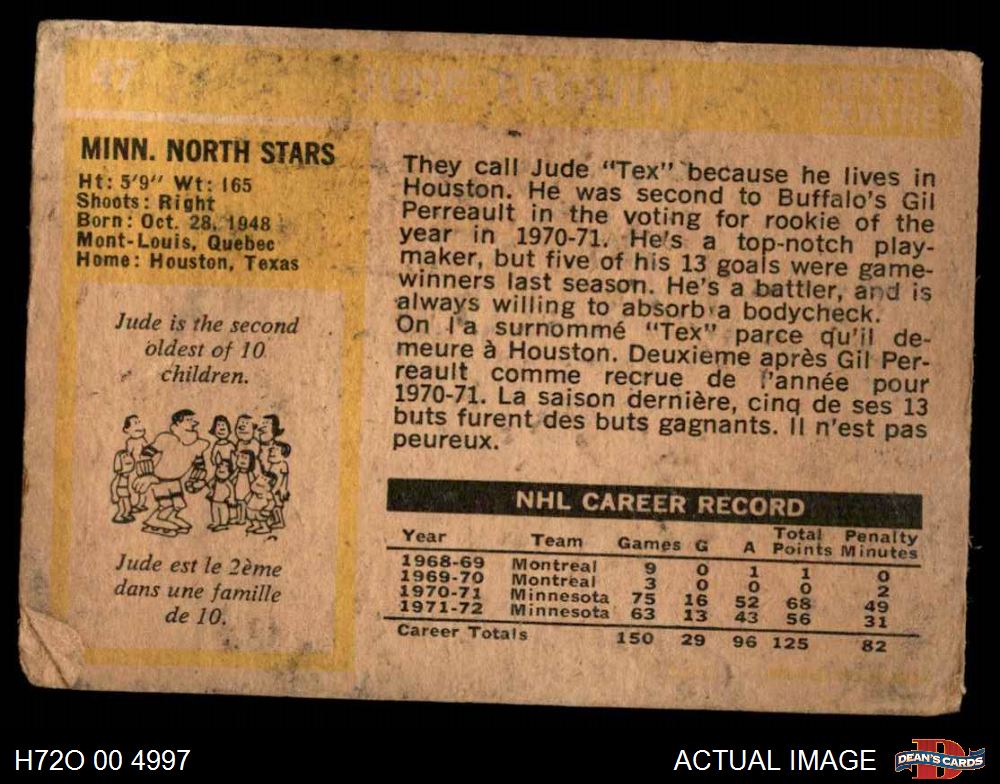 47 JUDE DROUIN CENTER
CENTRE
MINN. NORTH STARS
Ht: 5'9" Wt: 165
Shoots: Right
Born: Oct. 28, 1948
Mont-Louis, Quebec
Home: Houston, Texas
Jude is the second
oldest of 10
children.
Jude est le 2ème
dans une famille
de 10.
They call Jude "Tex" because he lives in
Houston. He was second to Buffalo's Gil
Perreault in the voting for rookie of the
year in 1970-71. He's a top-notch play-
maker, but five of his 13 goals were game-
winners last season. He's a battler, and is
always willing to absorb a bodycheck.
On l'a surnommé "Tex" parce qu'il de-
meure à Houston. Deuxième après Gil Per-
reault comme recrue de l'année pour
1970-71. La saison dernière, cinq de ses 13
buts furent des buts gagnants. Il n'est pas
peureux.
NHL CAREER RECORD
Year Team Games G A Total Points Penalty Minutes
1968-69 Montreal 9 0 1 1 0
1969-70 Montreal 3 0 0 0 2
1970-71 Minnesota 75 16 52 68 49
1971-72 Minnesota 63 13 43 56 31
Career Totals 150 29 96 125 82
H72O 00 4997
ACTUAL IMAGE
D
DEAN'S CARDS